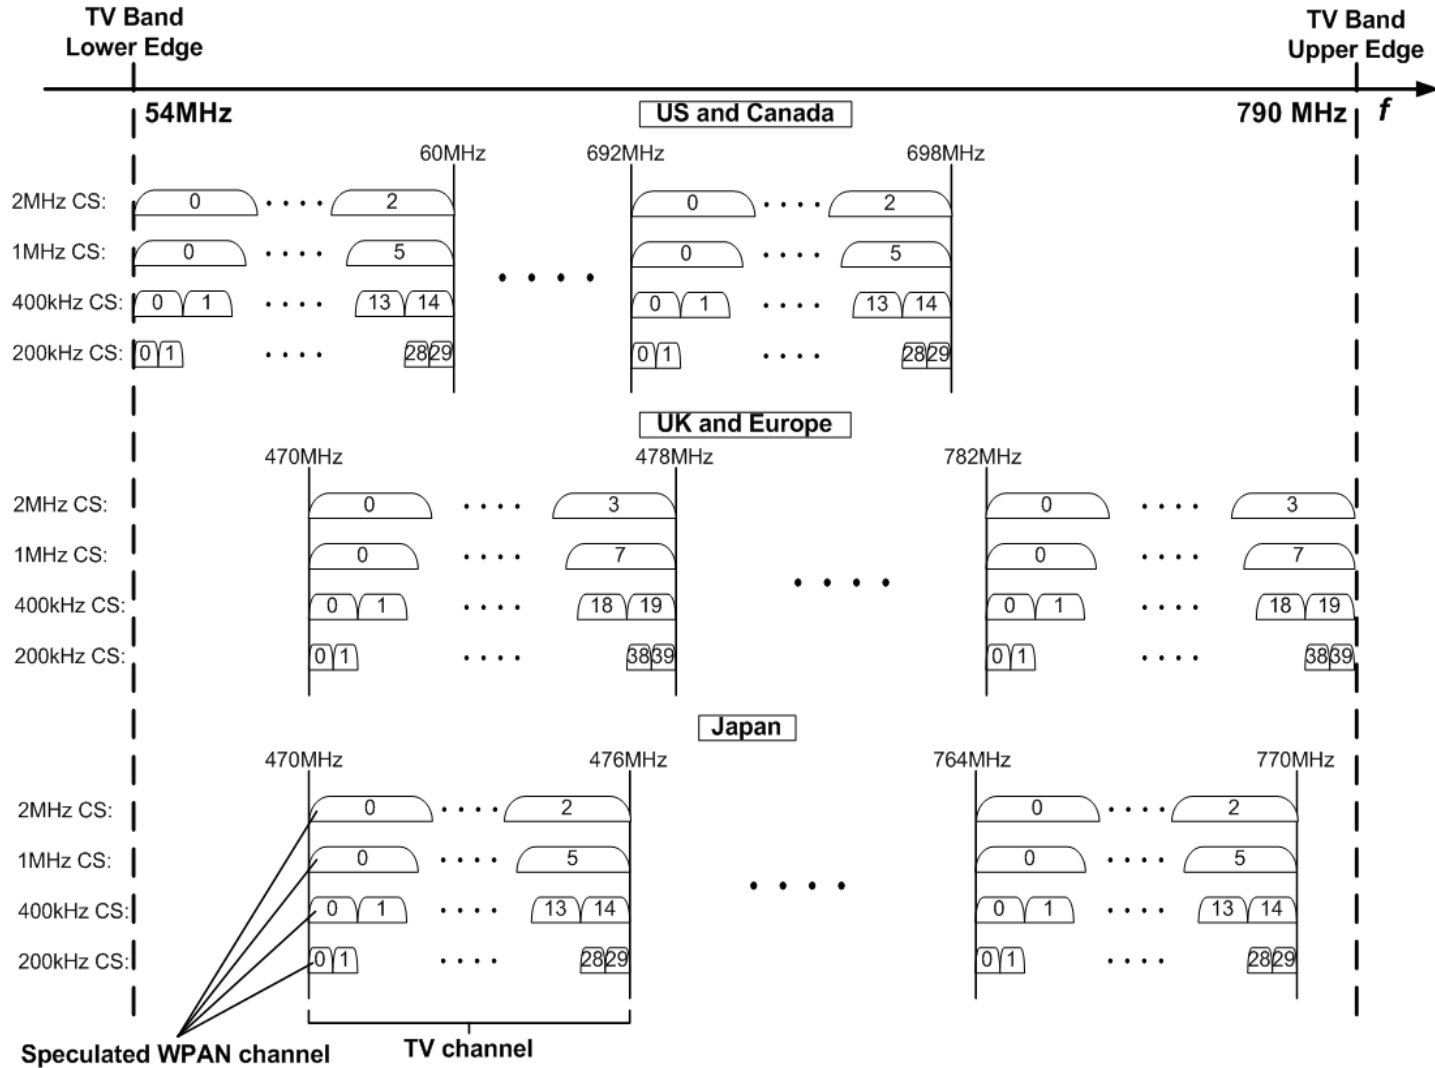 TV Band
Lower Edge
TV Band
Upper Edge
54MHz
US and Canada
790 MHz
f
60MHz
692MHz
698MHz
2MHz CS: 0 .... 2 0 .... 2
1MHz CS: 0 .... 5 0 .... 5
....
400kHz CS: 0 1 .... 13 14 0 1 .... 13 14
200kHz CS: 0 1 .... 28 29 0 1 .... 28 29
UK and Europe
470MHz
478MHz
782MHz
2MHz CS: 0 .... 3 0 .... 3
1MHz CS: 0 .... 7 0 .... 7
....
400kHz CS: 0 1 .... 18 19 0 1 .... 18 19
200kHz CS: 0 1 .... 38 39 0 1 .... 38 39
Japan
470MHz
476MHz
764MHz
770MHz
2MHz CS: 0 .... 2 0 .... 2
1MHz CS: 0 .... 5 0 .... 5
....
400kHz CS: 0 1 .... 13 14 0 1 .... 13 14
200kHz CS: 0 1 .... 28 29 0 1 .... 28 29
Speculated WPAN channel
TV channel